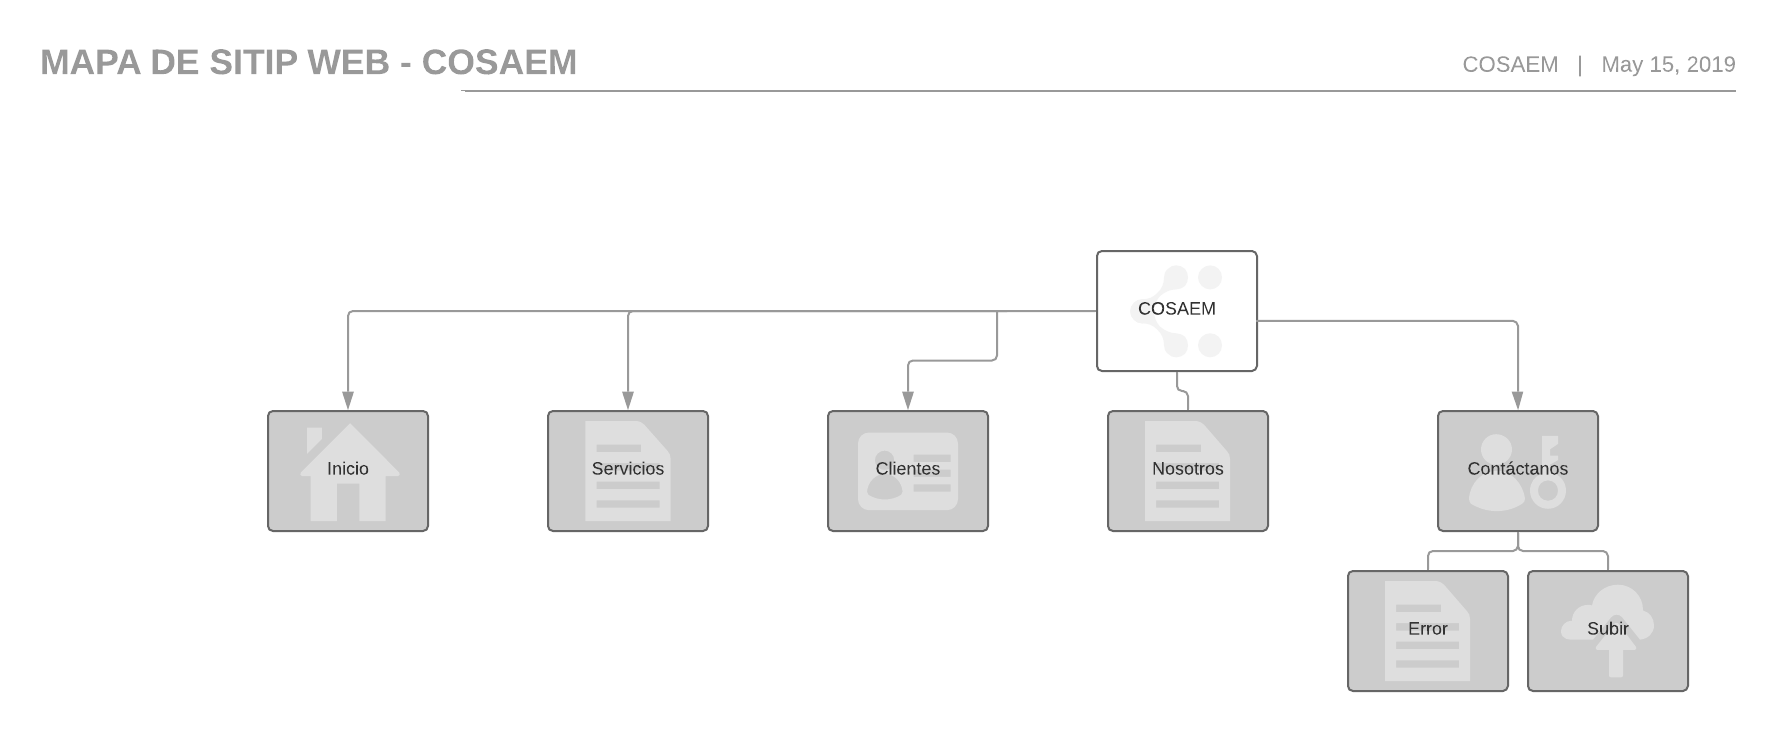 MAPA DE SITIP WEB - COSAEM
COSAEM | May 15, 2019
COSAEM
Inicio
Servicios
Clientes
Nosotros
Contáctanos
Error
Subir